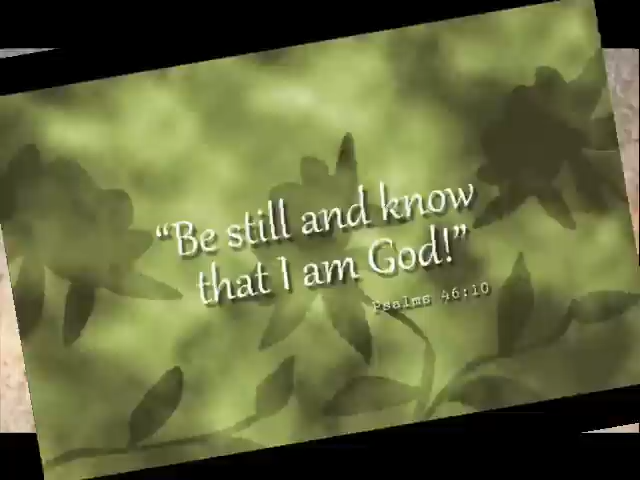 “Be still and know
that I am God!”
Psalms 46:10